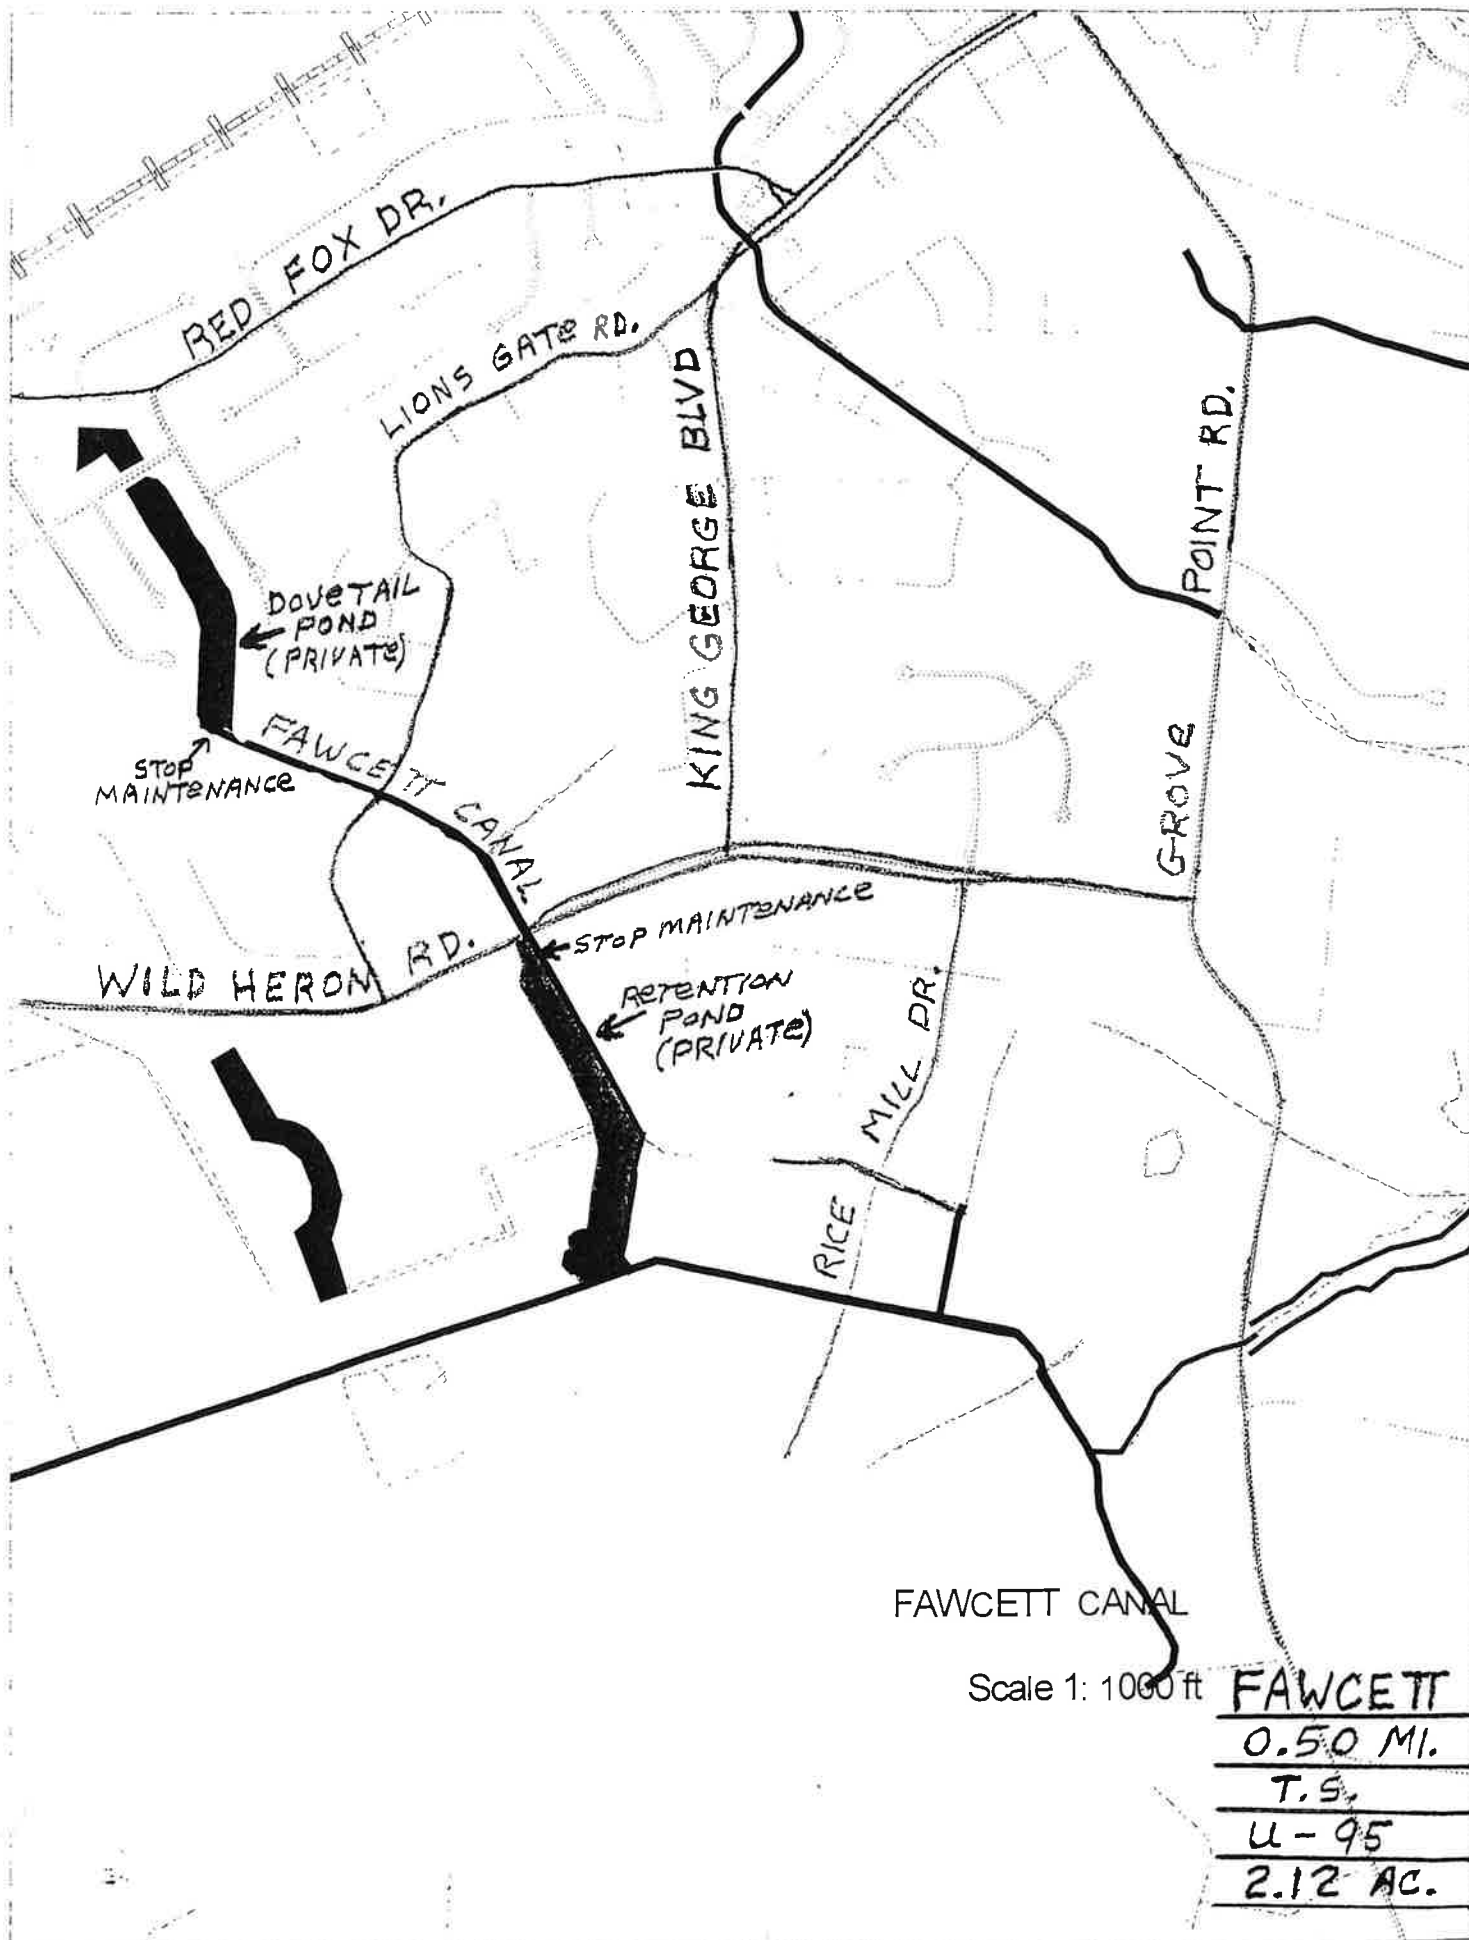 RED FOX DR.
LIONS GATe RD.
KING GEORGE BLVD
POINT RD.
GROVe
DOVeTAIL
POND
(PRIVATe)
STOP
MAINTeNANCe
FAWCETT CANAL
STOP MAINTeNANCe
WILD HERON RD.
ReTeNTION
POND
(PRIVATe)
RICE MILL DR.
FAWCETT CANAL
Scale 1: 1000 ft
FAWCETT
0.50 MI.
T.S.
U-95
2.12 AC.